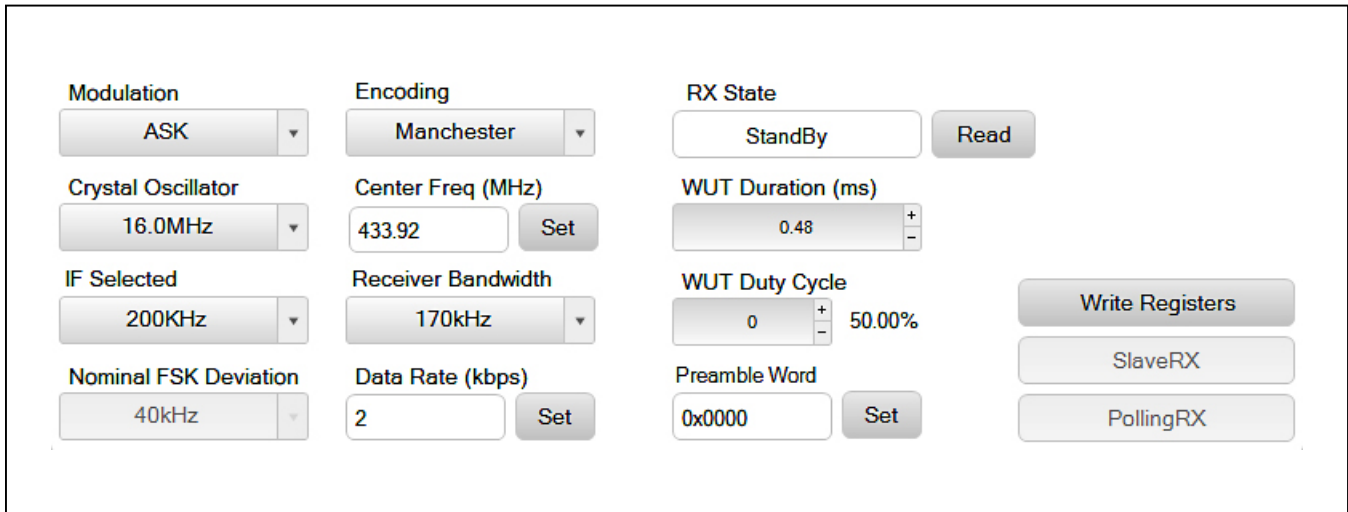 Modulation
ASK
Encoding
Manchester
RX State
StandBy
Read
Crystal Oscillator
16.0MHz
Center Freq (MHz)
433.92
Set
WUT Duration (ms)
0.48
+
-
IF Selected
200KHz
Receiver Bandwidth
170kHz
WUT Duty Cycle
0
+
-
50.00%
Write Registers
SlaveRX
Nominal FSK Deviation
40kHz
Data Rate (kbps)
2
Set
Preamble Word
0x0000
Set
PollingRX